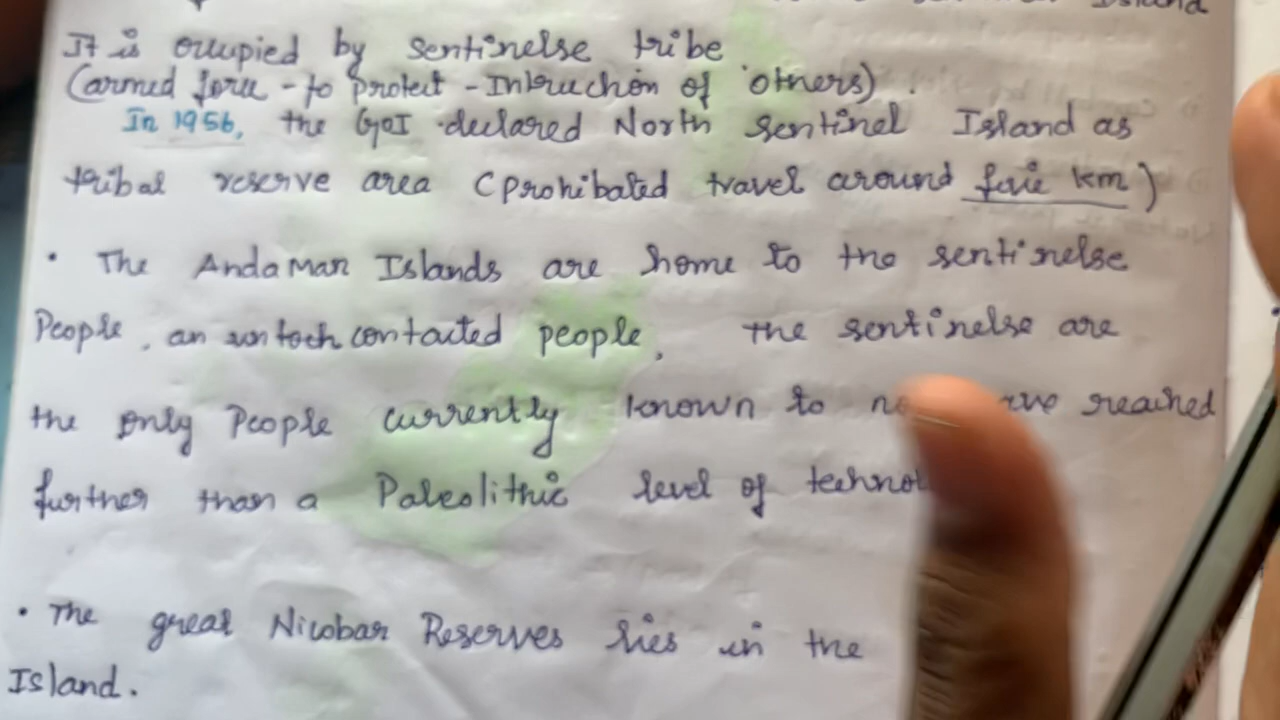 Island
It is occupied by sentinelse tribe
(armed force - to protect - Intruchon of others).
In 1956, the GoI declared North sentinel Island as
tribal reserve area (prohibated travel around five km)
• The Andaman Islands are home to the sentinelse
People, an contacted people, the sentinelse are
the only People currently known to reached
further than a Paleolithic level of
• The great Nicobar Reserves lies in the
Island.